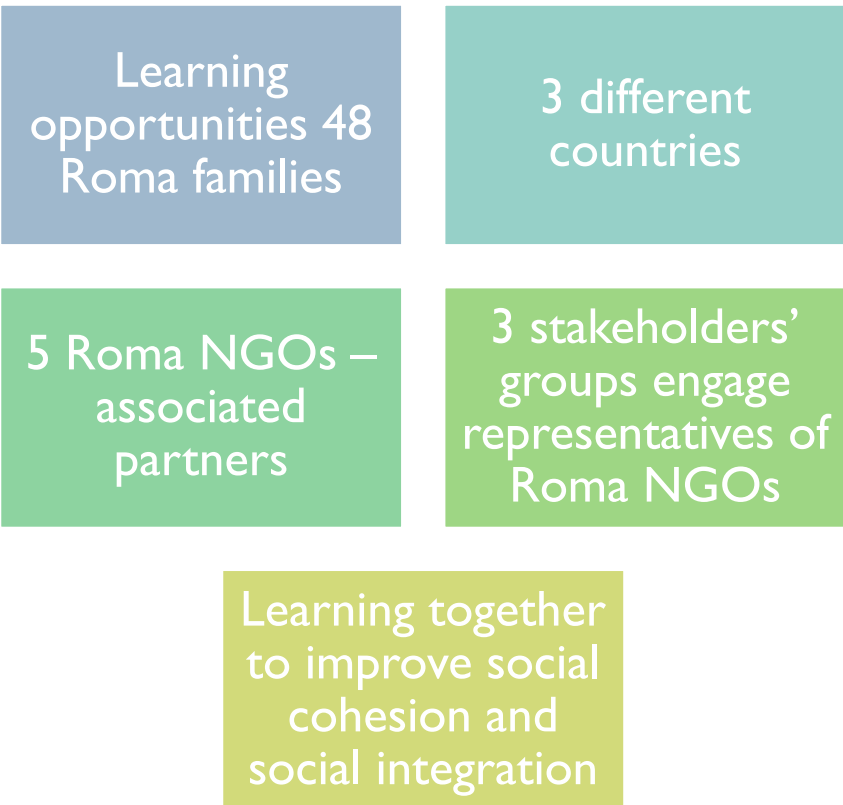 Learning
opportunities 48
Roma families
3 different
countries
5 Roma NGOs –
associated
partners
3 stakeholders’
groups engage
representatives of
Roma NGOs
Learning together
to improve social
cohesion and
social integration